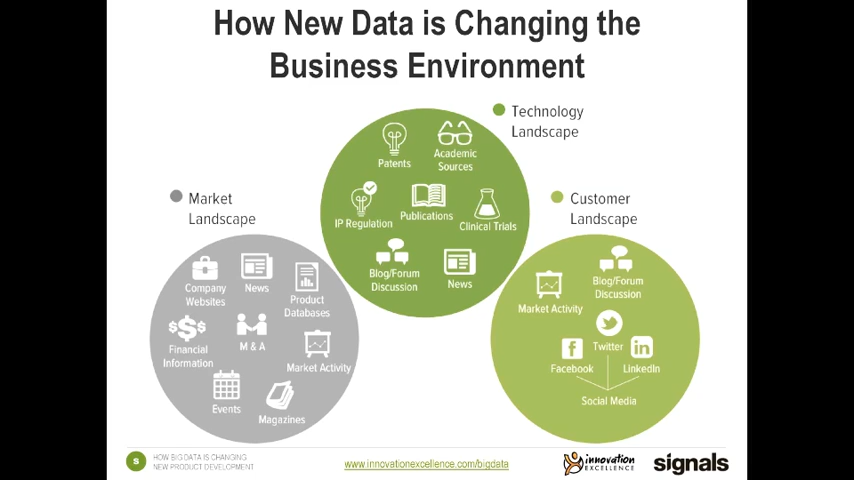 How New Data is Changing the
Business Environment
Technology
Landscape
Patents
Academic
Sources
IP Regulation
Publications
Clinical Trials
Blog/Forum
Discussion
News
Market
Landscape
Company
Websites
News
Product
Databases
Financial
Information
M & A
Market Activity
Events
Magazines
Customer
Landscape
Market Activity
Blog/Forum
Discussion
Twitter
Facebook
LinkedIn
Social Media
S
HOW BIG DATA IS CHANGING
NEW PRODUCT DEVELOPMENT
www.innovationexcellence.com/bigdata
innovation
EXCELLENCE
signals